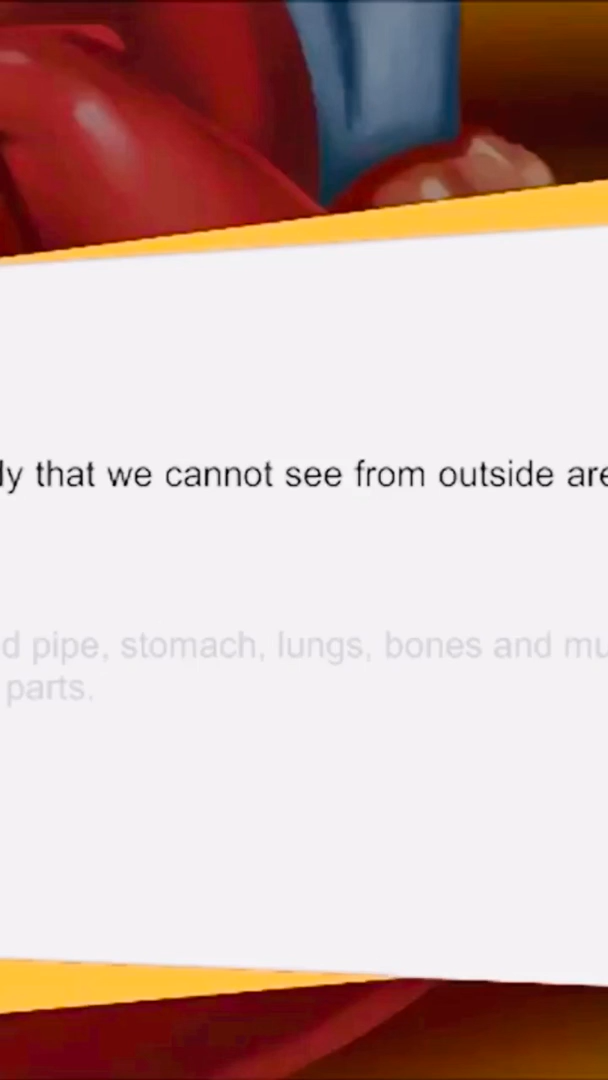 ly that we cannot see from outside are
d pipe, stomach, lungs, bones and mu
parts.